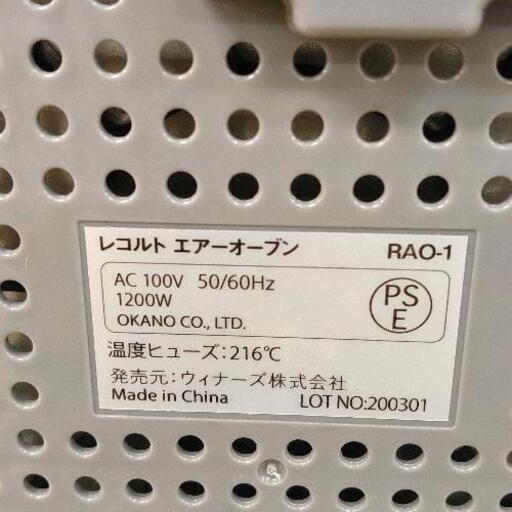 レコルト エアーオーブン RAO-1
AC 100V 50/60Hz
1200W
OKANO CO., LTD.
PS
E
温度ヒューズ:216℃
発売元:ウィナーズ株式会社
Made in China LOT NO:200301